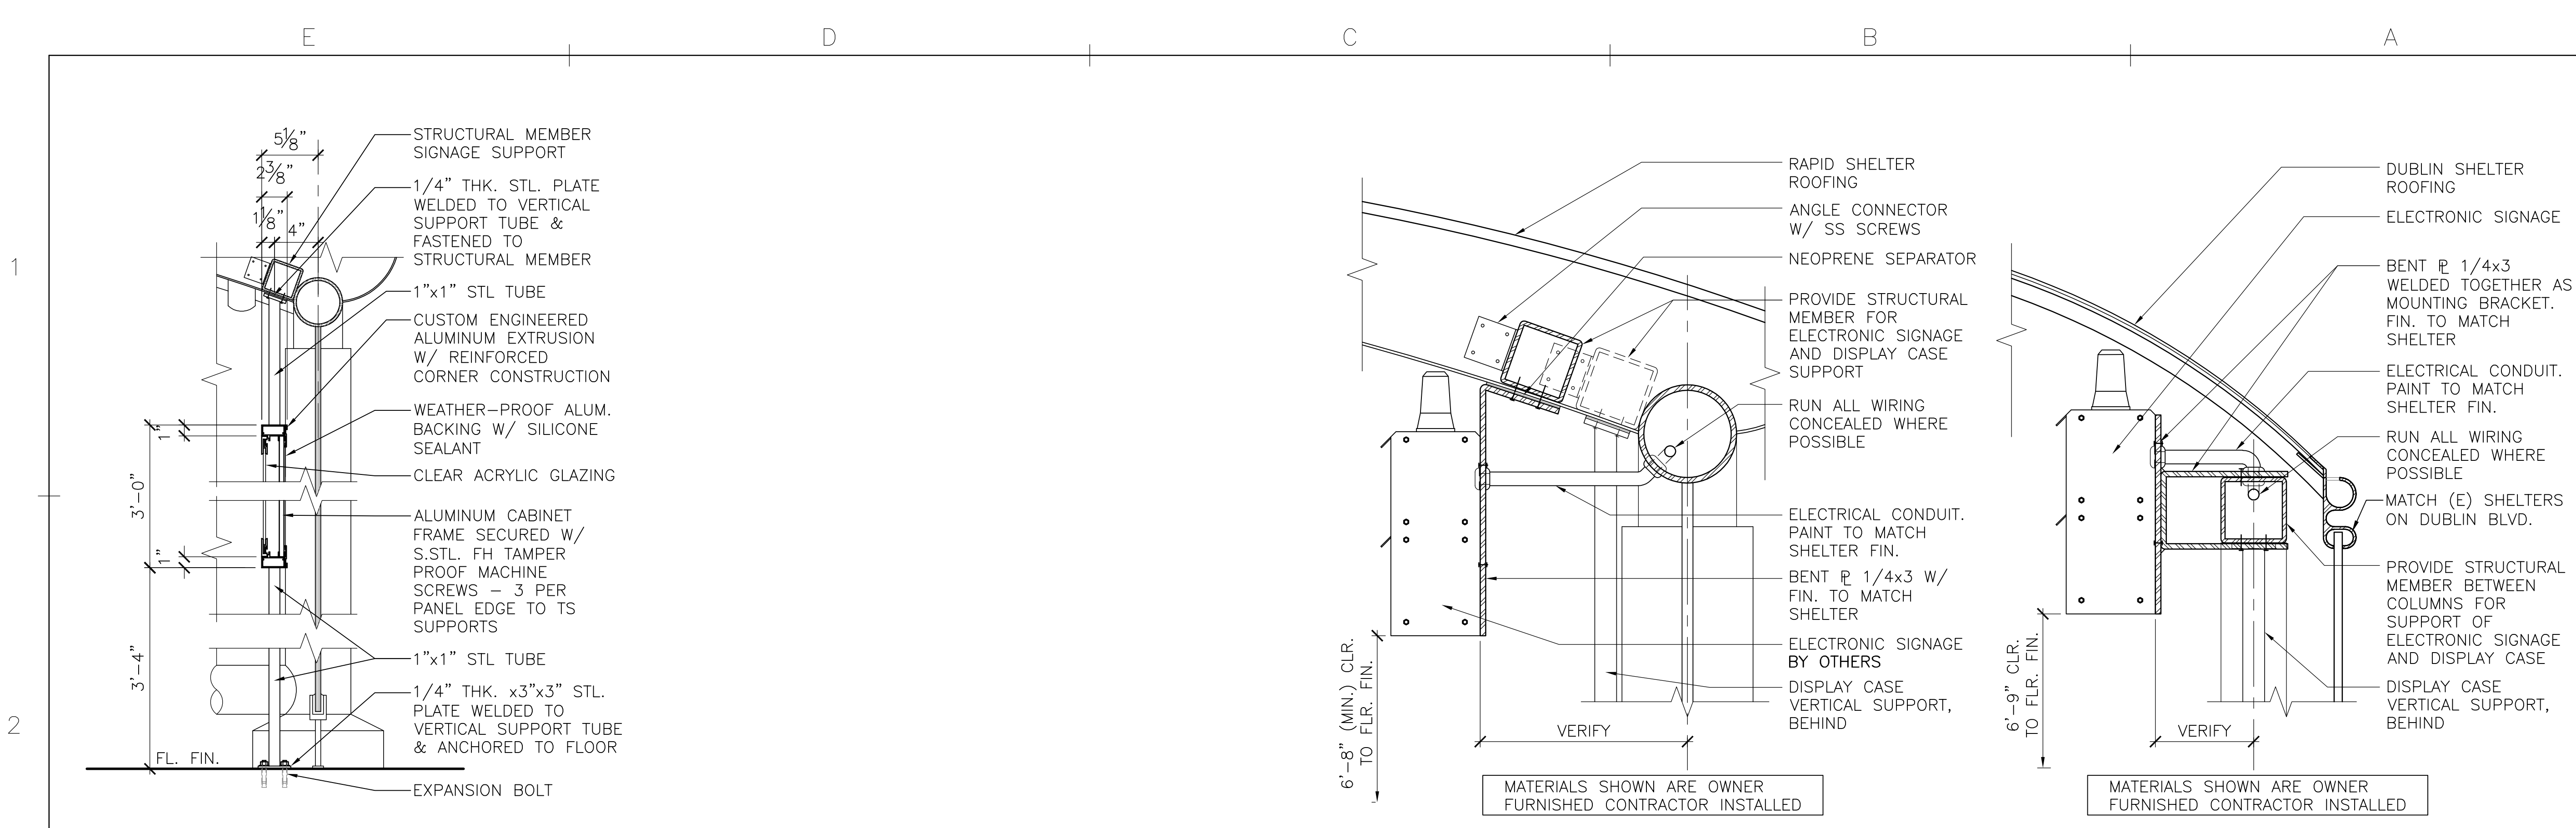 E
D
C
B
A
1
2
5 1/8"
2 3/8"
1 1/8"
4"
STRUCTURAL MEMBER
SIGNAGE SUPPORT
1/4" THK. STL. PLATE
WELDED TO VERTICAL
SUPPORT TUBE &
FASTENED TO
STRUCTURAL MEMBER
1"x1" STL TUBE
CUSTOM ENGINEERED
ALUMINUM EXTRUSION
W/ REINFORCED
CORNER CONSTRUCTION
WEATHER-PROOF ALUM.
BACKING W/ SILICONE
SEALANT
CLEAR ACRYLIC GLAZING
ALUMINUM CABINET
FRAME SECURED W/
S.STL. FH TAMPER
PROOF MACHINE
SCREWS - 3 PER
PANEL EDGE TO TS
SUPPORTS
1"x1" STL TUBE
1/4" THK. x3"x3" STL.
PLATE WELDED TO
VERTICAL SUPPORT TUBE
& ANCHORED TO FLOOR
EXPANSION BOLT
1"
3'-0"
1"
3'-4"
FL. FIN.
RAPID SHELTER
ROOFING
ANGLE CONNECTOR
W/ SS SCREWS
NEOPRENE SEPARATOR
PROVIDE STRUCTURAL
MEMBER FOR
ELECTRONIC SIGNAGE
AND DISPLAY CASE
SUPPORT
RUN ALL WIRING
CONCEALED WHERE
POSSIBLE
ELECTRICAL CONDUIT.
PAINT TO MATCH
SHELTER FIN.
BENT ⅊ 1/4x3 W/
FIN. TO MATCH
SHELTER
ELECTRONIC SIGNAGE
BY OTHERS
DISPLAY CASE
VERTICAL SUPPORT,
BEHIND
6'-8" (MIN.) CLR.
TO FLR. FIN.
VERIFY
MATERIALS SHOWN ARE OWNER
FURNISHED CONTRACTOR INSTALLED
DUBLIN SHELTER
ROOFING
ELECTRONIC SIGNAGE
BENT ⅊ 1/4x3
WELDED TOGETHER AS
MOUNTING BRACKET.
FIN. TO MATCH
SHELTER
ELECTRICAL CONDUIT.
PAINT TO MATCH
SHELTER FIN.
RUN ALL WIRING
CONCEALED WHERE
POSSIBLE
MATCH (E) SHELTERS
ON DUBLIN BLVD.
PROVIDE STRUCTURAL
MEMBER BETWEEN
COLUMNS FOR
SUPPORT OF
ELECTRONIC SIGNAGE
AND DISPLAY CASE
DISPLAY CASE
VERTICAL SUPPORT,
BEHIND
6'-9" CLR.
TO FLR. FIN.
VERIFY
MATERIALS SHOWN ARE OWNER
FURNISHED CONTRACTOR INSTALLED